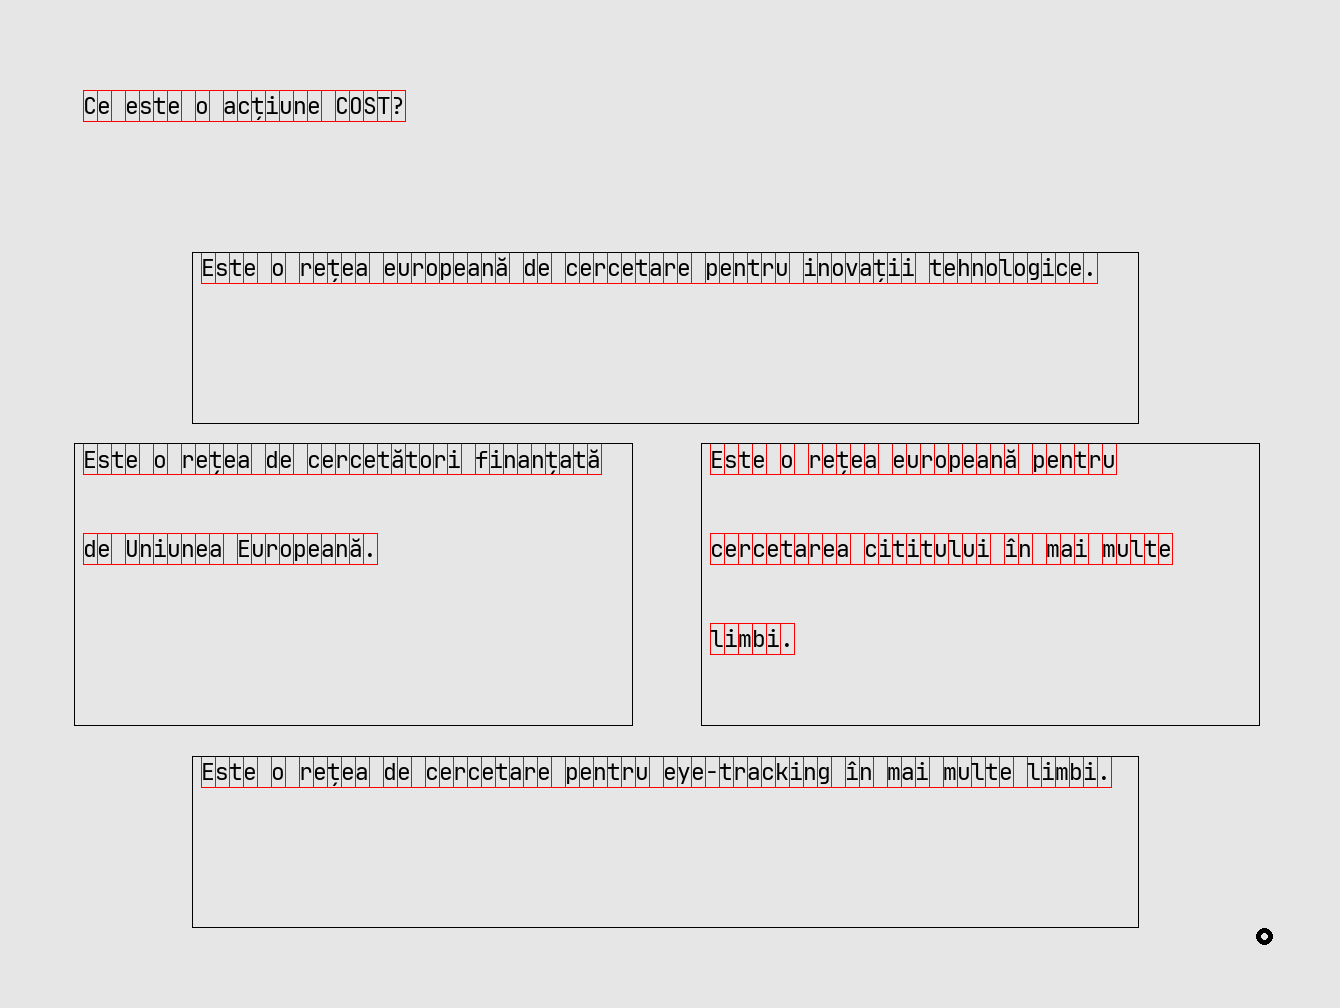 Ce este o acțiune COST?
Este o rețea europeană de cercetare pentru inovații tehnologice.
Este o rețea de cercetători finanțată
de Uniunea Europeană.
Este o rețea europeană pentru
cercetarea cititului în mai multe
limbi.
Este o rețea de cercetare pentru eye-tracking în mai multe limbi.